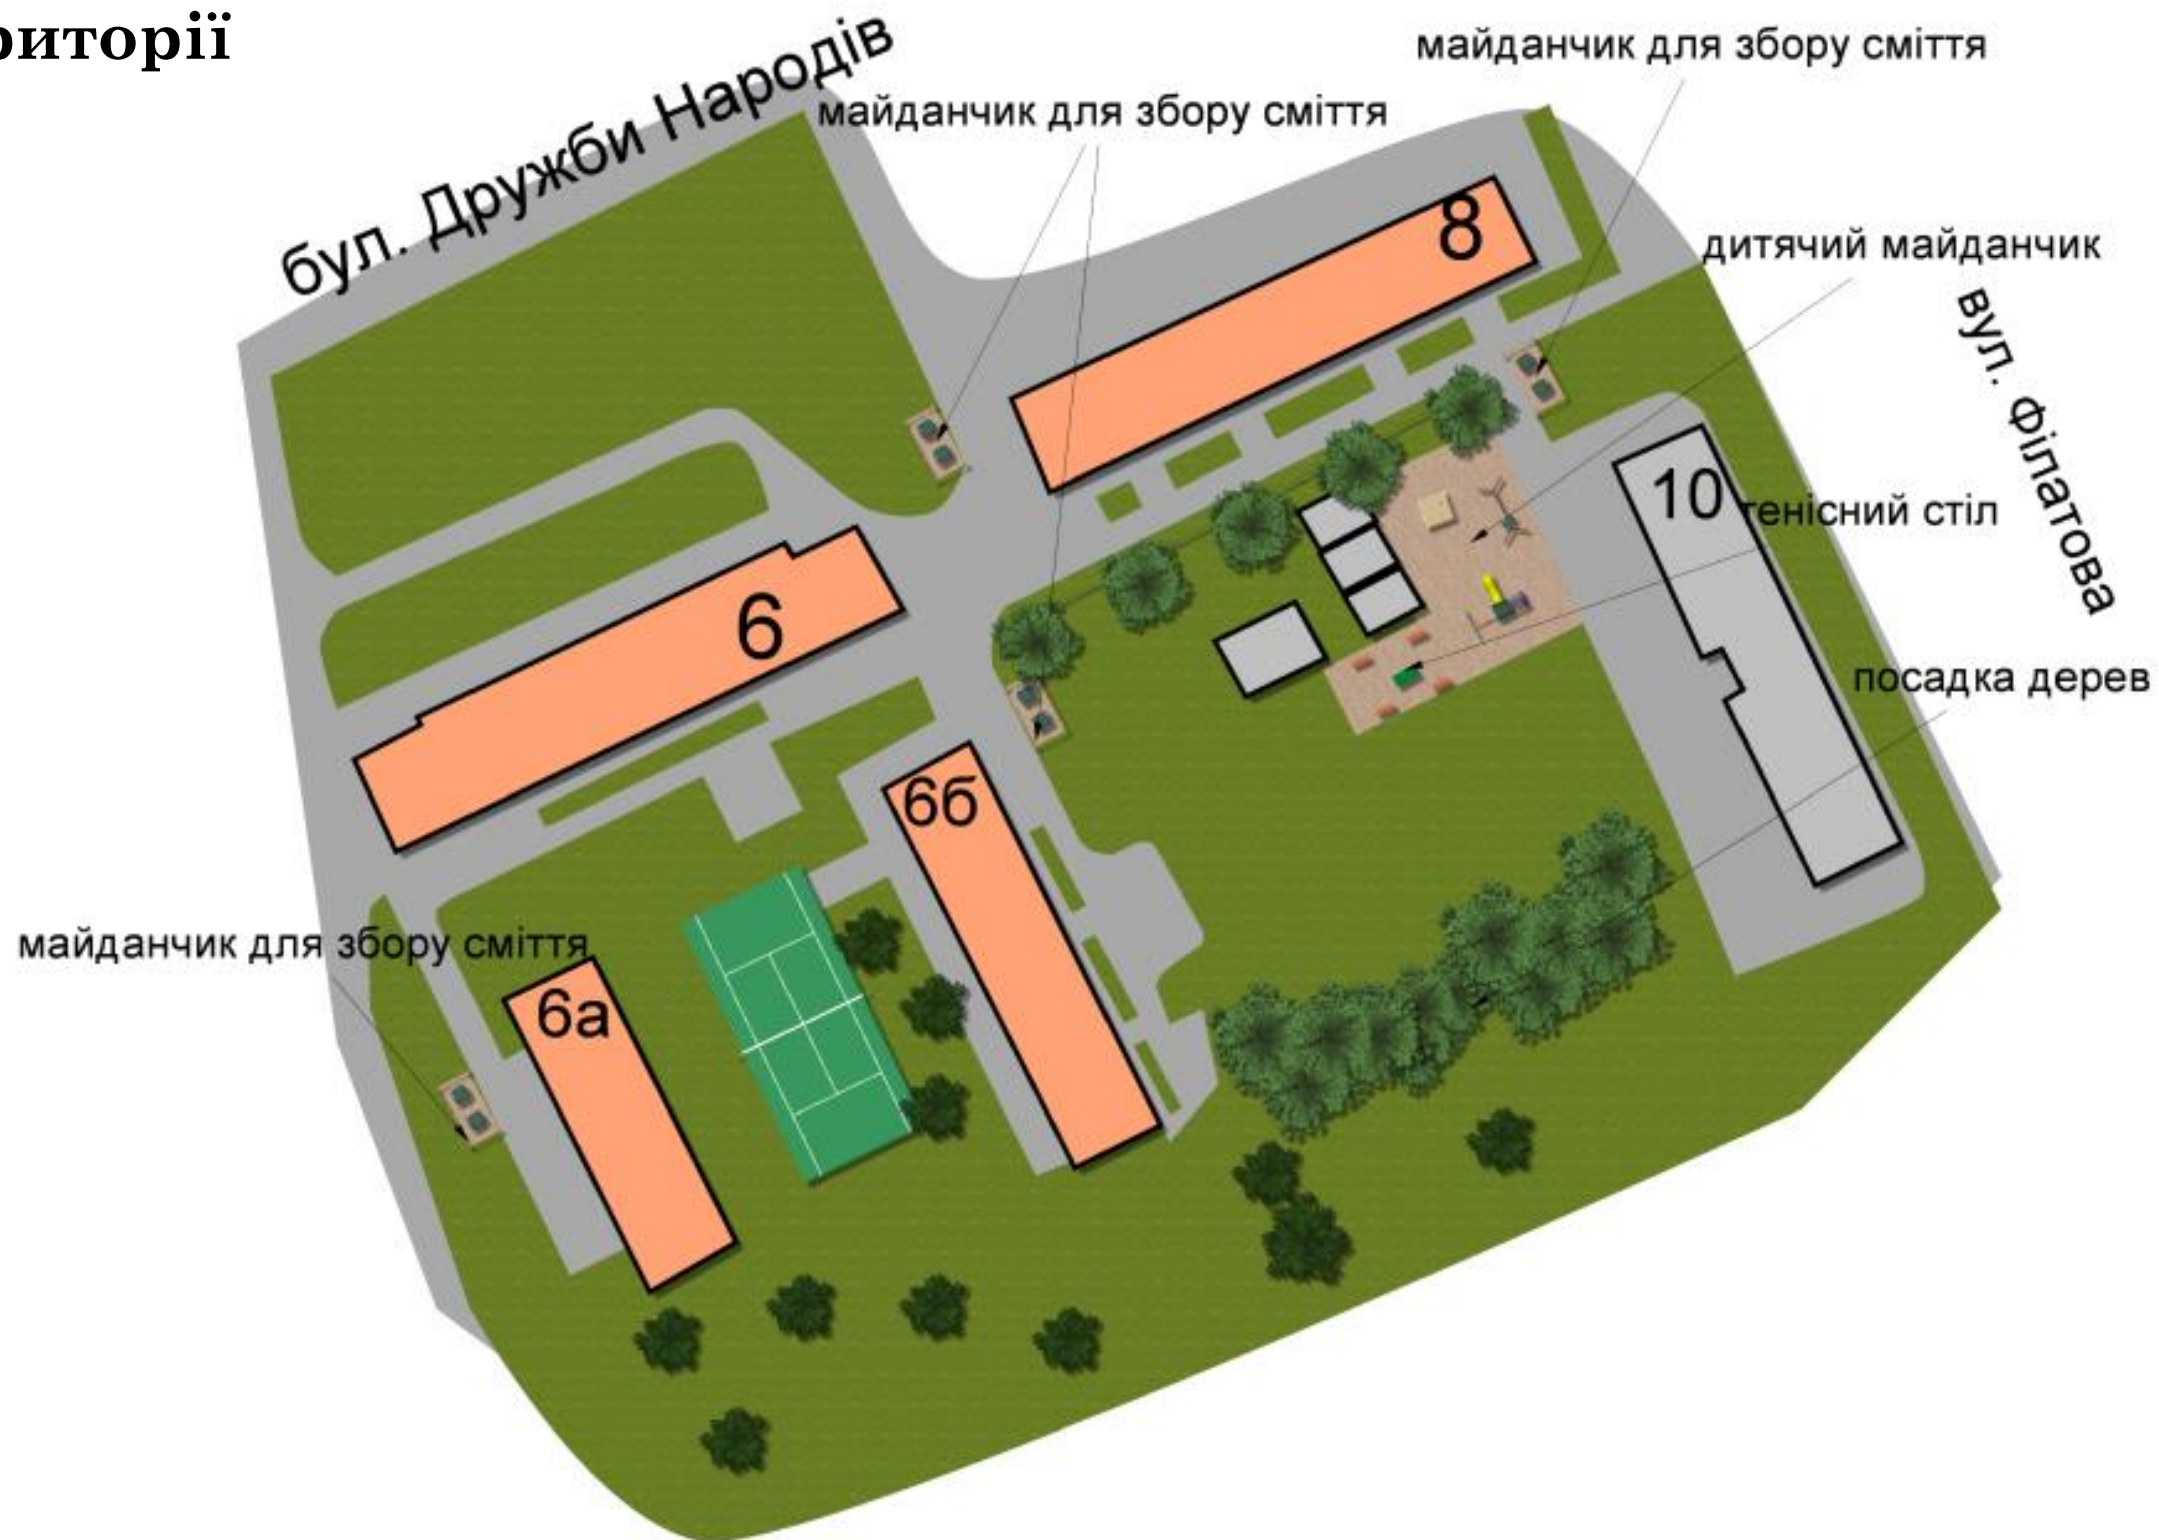 риторії
бул. Дружби Народів
майданчик для збору сміття
майданчик для збору сміття
8
дитячий майданчик
вул. Філатова
10
тенісний стіл
6
посадка дерев
6б
майданчик для збору сміття
6а